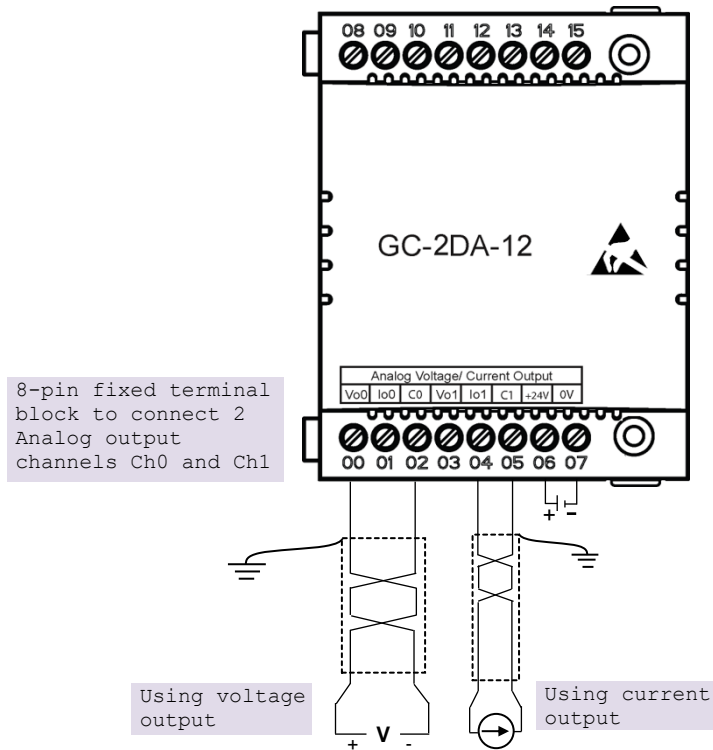 08 09 10 11 12 13 14 15
GC-2DA-12
Analog Voltage/ Current Output
Vo0 Io0 C0 Vo1 Io1 C1 +24V 0V
8-pin fixed terminal
block to connect 2
Analog output
channels Ch0 and Ch1
00 01 02 03 04 05 06 07
+ -
Using voltage
output
+ V -
Using current
output